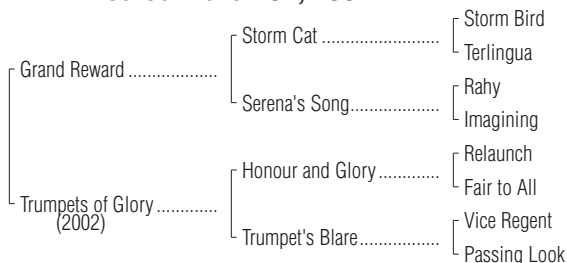 Storm Bird
Storm Cat ........................
Terlingua
Grand Reward ..................
Rahy
Serena's Song ..................
Imagining
Relaunch
Honour and Glory .............
Fair to All
Trumpets of Glory ............
(2002)
Vice Regent
Trumpet's Blare ................
Passing Look